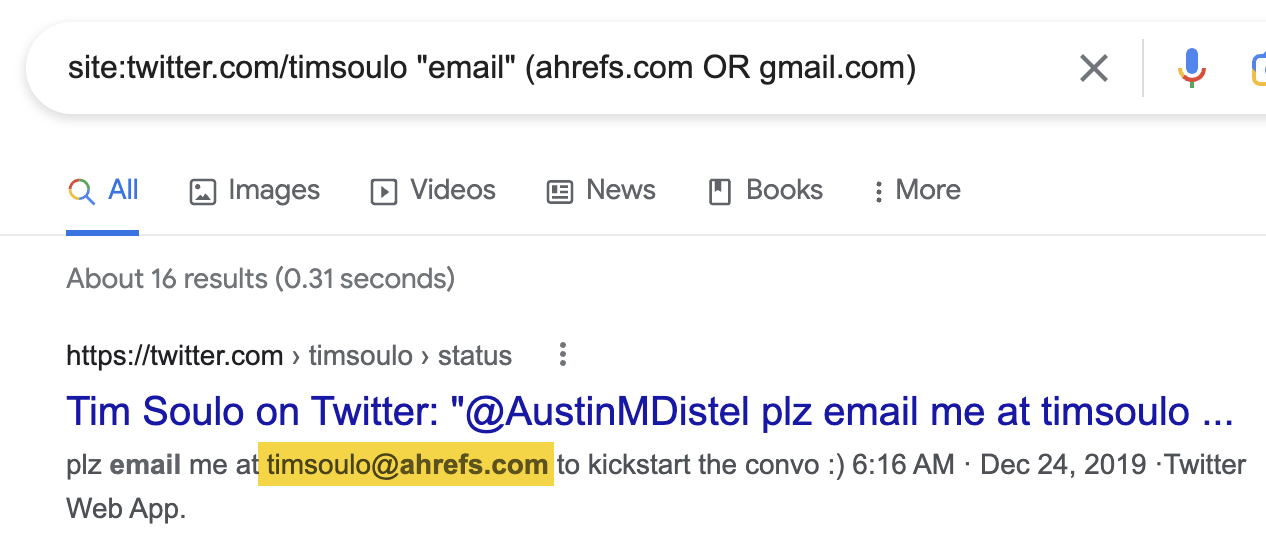 site:twitter.com/timsoulo "email" (ahrefs.com OR gmail.com)
All Images Videos News Books More
About 16 results (0.31 seconds)
https://twitter.com › timsoulo › status
Tim Soulo on Twitter: "@AustinMDistel plz email me at timsoulo ...
plz email me at timsoulo@ahrefs.com to kickstart the convo :) 6:16 AM · Dec 24, 2019 ·Twitter
Web App.